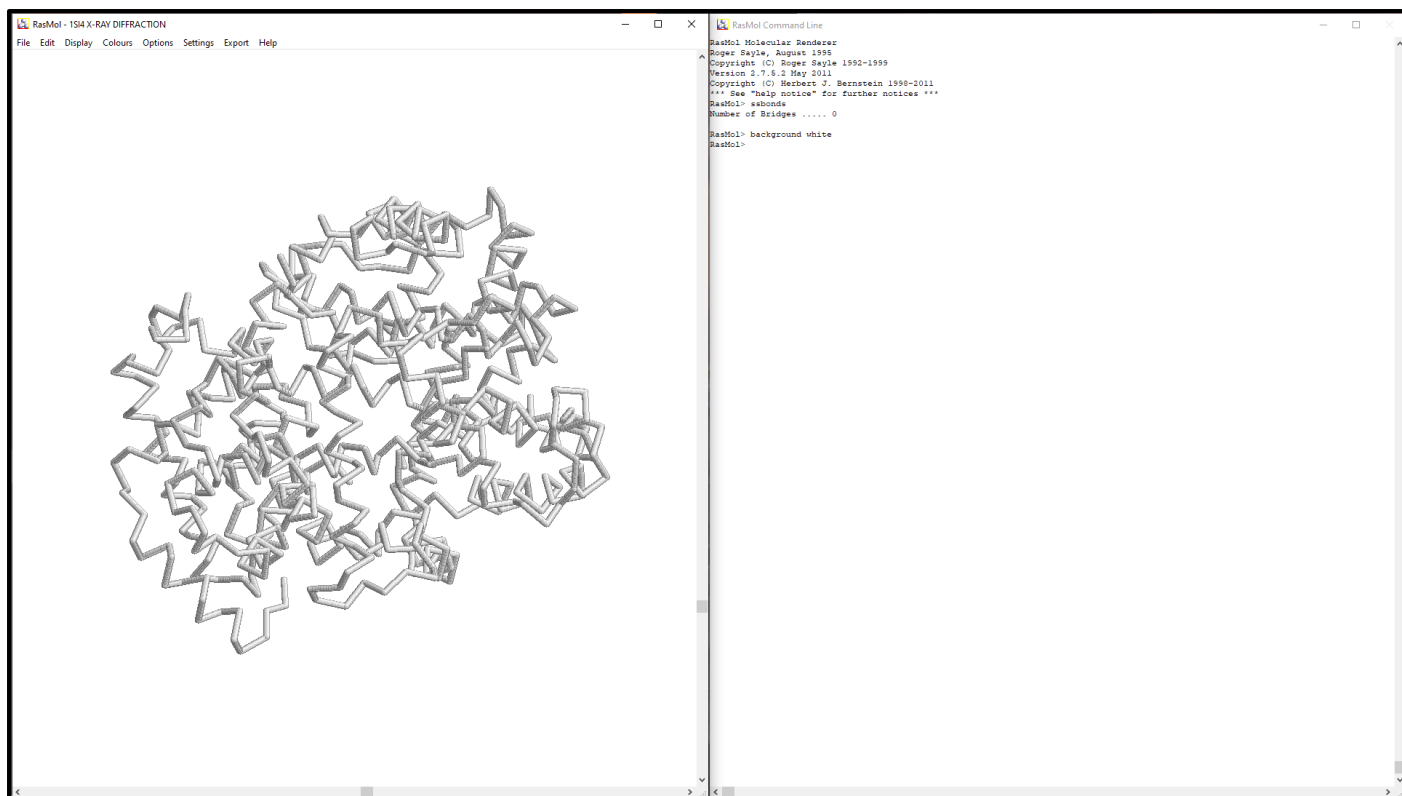 RasMol - 1SI4 X-RAY DIFFRACTION
File Edit Display Colours Options Settings Export Help
RasMol Command Line
RasMol Molecular Renderer
Roger Sayle, August 1995
Copyright (C) Roger Sayle 1992-1999
Version 2.7.5.2 May 2011
Copyright (C) Herbert J. Bernstein 1998-2011
*** See "help notice" for further notices ***
RasMol> ssbonds
Number of Bridges ..... 0
RasMol> background white
RasMol>